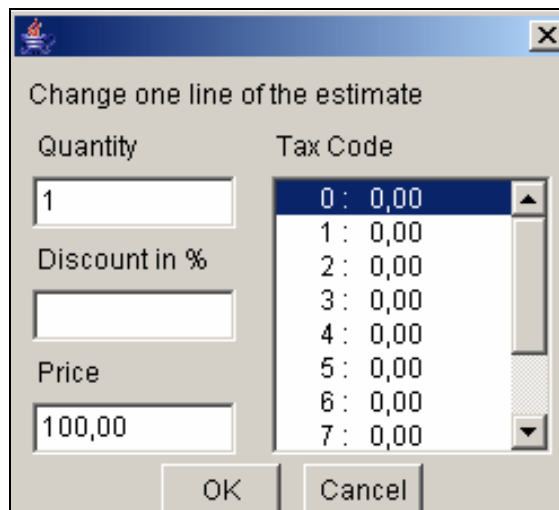 Change one line of the estimate
Quantity
1
Discount in %
Price
100,00
Tax Code
0 : 0,00
1 : 0,00
2 : 0,00
3 : 0,00
4 : 0,00
5 : 0,00
6 : 0,00
7 : 0,00
OK
Cancel